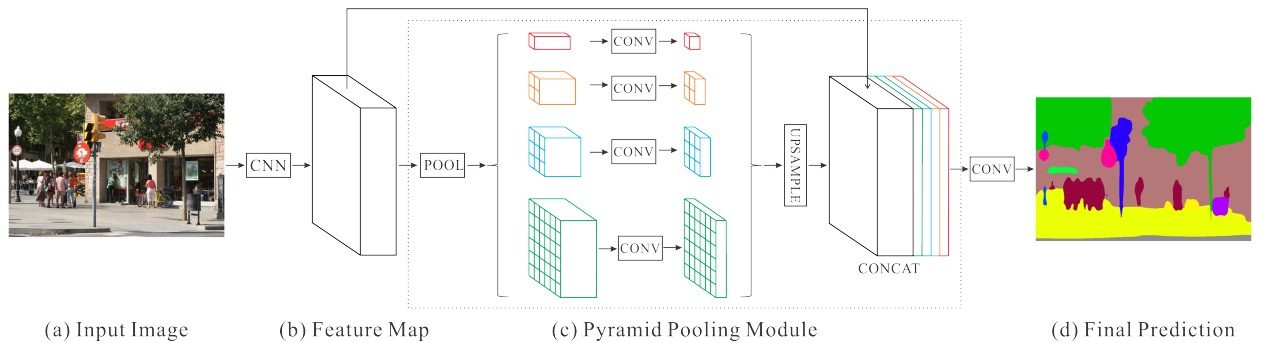 CNN
POOL
CONV
CONV
CONV
CONV
UPSAMPLE
CONCAT
CONV
(a) Input Image
(b) Feature Map
(c) Pyramid Pooling Module
(d) Final Prediction